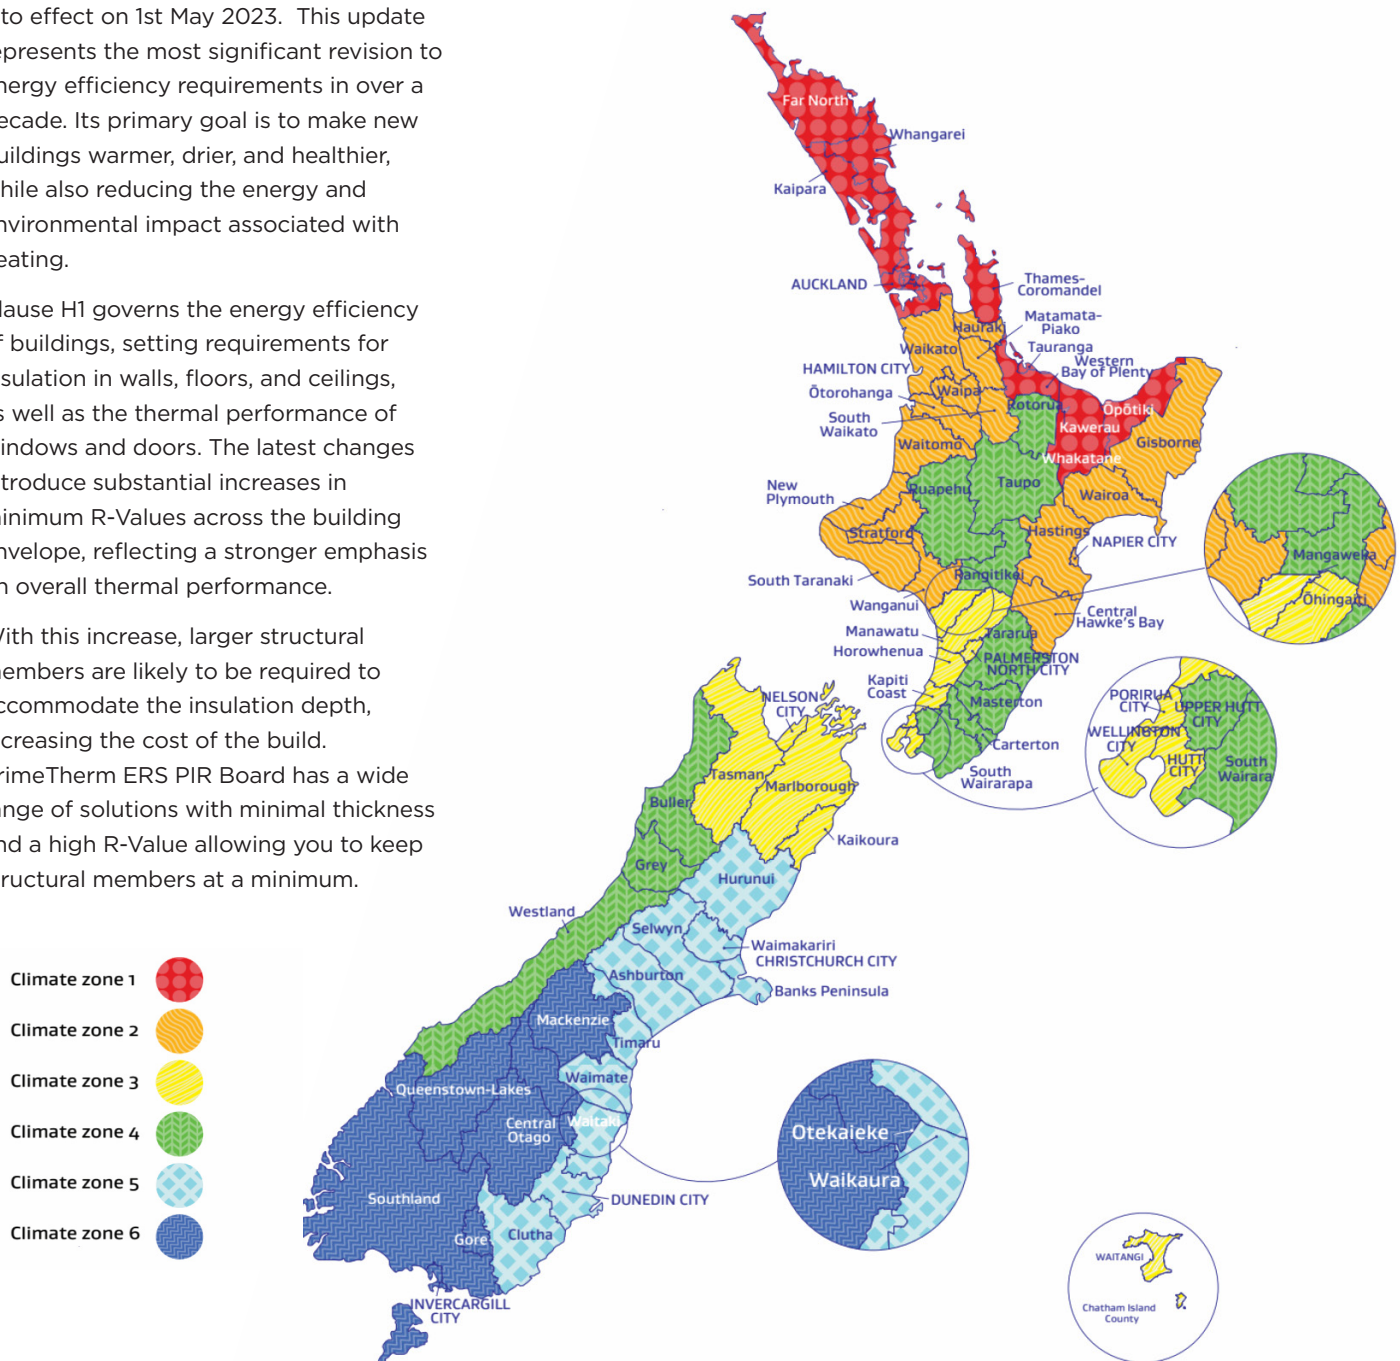 to effect on 1st May 2023. This update
epresents the most significant revision to
nergy efficiency requirements in over a
ecade. Its primary goal is to make new
uildings warmer, drier, and healthier,
hile also reducing the energy and
nvironmental impact associated with
eating.
lause H1 governs the energy efficiency
f buildings, setting requirements for
sulation in walls, floors, and ceilings,
s well as the thermal performance of
indows and doors. The latest changes
troduce substantial increases in
inimum R-Values across the building
nvelope, reflecting a stronger emphasis
n overall thermal performance.
ith this increase, larger structural
embers are likely to be required to
ccommodate the insulation depth,
creasing the cost of the build.
rimeTherm ERS PIR Board has a wide
ange of solutions with minimal thickness
nd a high R-Value allowing you to keep
tructural members at a minimum.
Climate zone 1
Climate zone 2
Climate zone 3
Climate zone 4
Climate zone 5
Climate zone 6
Far North
Whangarei
Kaipara
AUCKLAND
Thames-
Coromandel
Hauraki
Matamata-
Piako
Waikato
Tauranga
Western
Bay of Plenty
HAMILTON CITY
Waipa
Ōtorohanga
Rotorua
Ōpōtiki
South
Waikato
Kawerau
Waitomo
Gisborne
Whakatane
New
Plymouth
Ruapehu
Taupo
Wairoa
Stratford
Hastings
NAPIER CITY
South Taranaki
Rangitikei
Wanganui
Central
Hawke's Bay
Manawatu
Tararua
Horowhenua
PALMERSTON
NORTH CITY
Kapiti
Coast
Masterton
Carterton
South
Wairarapa
Mangaweka
Ōhingaiti
PORIRUA
CITY
UPPER HUTT
CITY
WELLINGTON
CITY
HUTT
CITY
South
Wairara
NELSON
CITY
Tasman
Marlborough
Buller
Kaikoura
Grey
Hurunui
Westland
Selwyn
Waimakariri
CHRISTCHURCH CITY
Ashburton
Banks Peninsula
Mackenzie
Timaru
Waimate
Queenstown-Lakes
Central
Otago
Waitaki
Otekaieke
Waikaura
Southland
DUNEDIN CITY
Gore
Clutha
INVERCARGILL
CITY
WAITANGI
Chatham Island
County